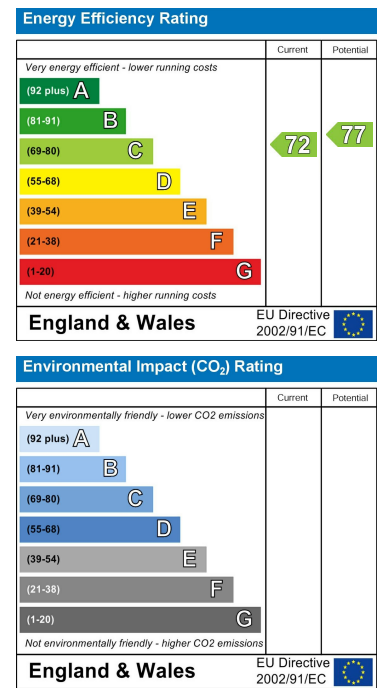 Energy Efficiency Rating
Current Potential
Very energy efficient - lower running costs
(92 plus) A
(81-91) B
(69-80) C
72 77
(55-68) D
(39-54) E
(21-38) F
(1-20) G
Not energy efficient - higher running costs
England & Wales
EU Directive
2002/91/EC
Environmental Impact (CO₂) Rating
Current Potential
Very environmentally friendly - lower CO2 emissions
(92 plus) A
(81-91) B
(69-80) C
(55-68) D
(39-54) E
(21-38) F
(1-20) G
Not environmentally friendly - higher CO2 emissions
England & Wales
EU Directive
2002/91/EC